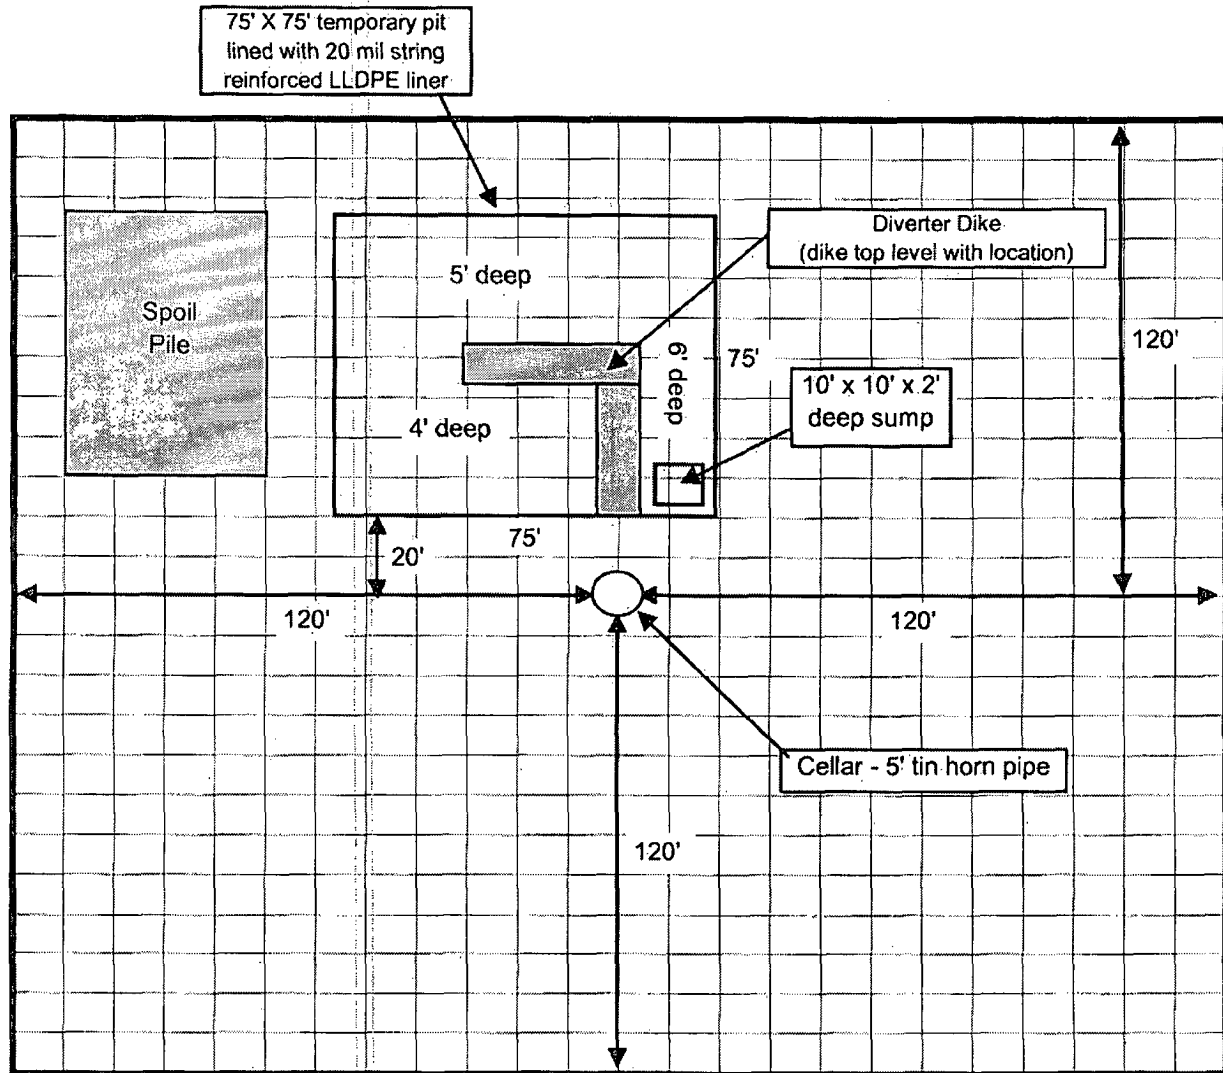 75' X 75' temporary pit
lined with 20 mil string
reinforced LLDPE liner
Diverter Dike
(dike top level with location)
5' deep
Spoil
Pile
120'
6' deep
75'
10' x 10' x 2'
deep sump
4' deep
75'
20'
120'
120'
Cellar - 5' tin horn pipe
120'